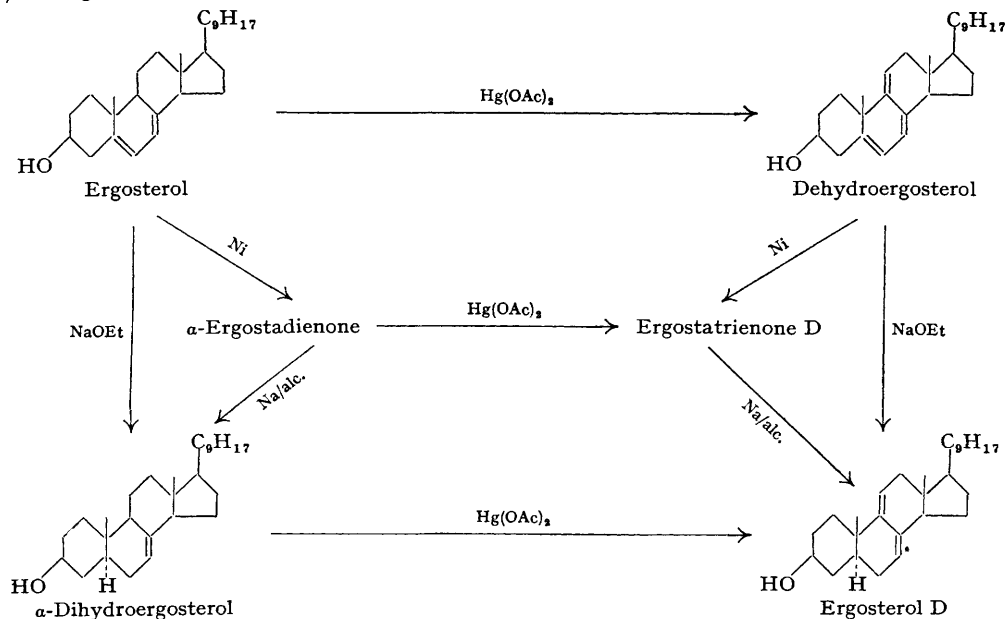 C₉H₁₇
C₉H₁₇
Hg(OAc)₂
HO
HO
Ergosterol
Dehydroergosterol
Ni
Ni
NaOEt
α-Ergostadienone
Hg(OAc)₂
Ergostatrienone D
NaOEt
Na/alc.
Na/alc.
C₉H₁₇
C₉H₁₇
Hg(OAc)₂
HO
H
HO
H
α-Dihydroergosterol
Ergosterol D